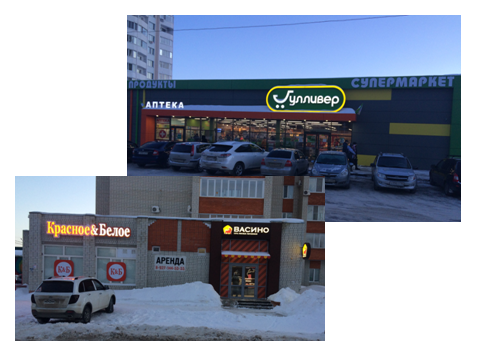 ПРОДУКТЫ
СУПЕРМАРКЕТ
АПТЕКА
Гулливер
Красное&Белое
ВАСИНО
АРЕНДА
К&Б
К&Б